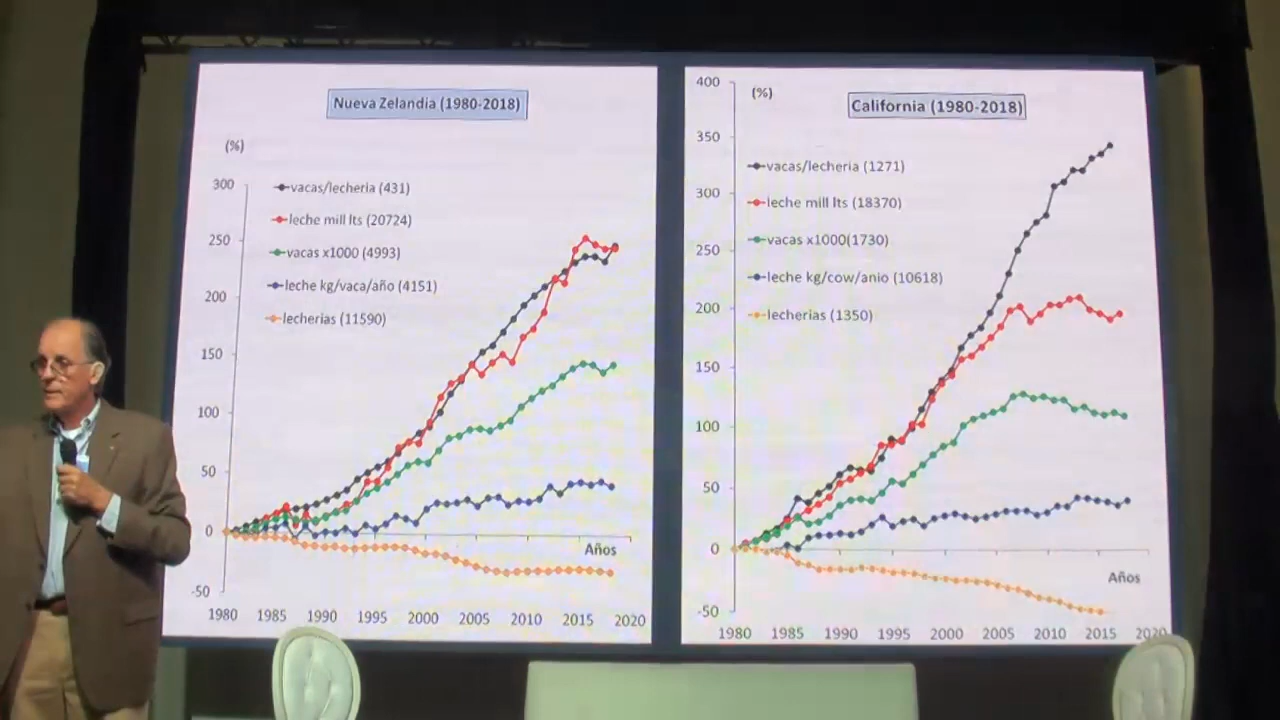 Nueva Zelandia (1980-2018)
(%)
300
250
200
150
100
50
0
-50
vacas/lecheria (431)
leche mill lts (20724)
vacas x1000 (4993)
leche kg/vaca/año (4151)
lecherias (11590)
Años
1980 1985 1990 1995 2000 2005 2010 2015 2020
California (1980-2018)
(%)
400
350
300
250
200
150
100
50
0
-50
vacas/lecheria (1271)
leche mill lts (18370)
vacas x1000(1730)
leche kg/cow/anio (10618)
lecherias (1350)
Años
1980 1985 1990 1995 2000 2005 2010 2015 2020